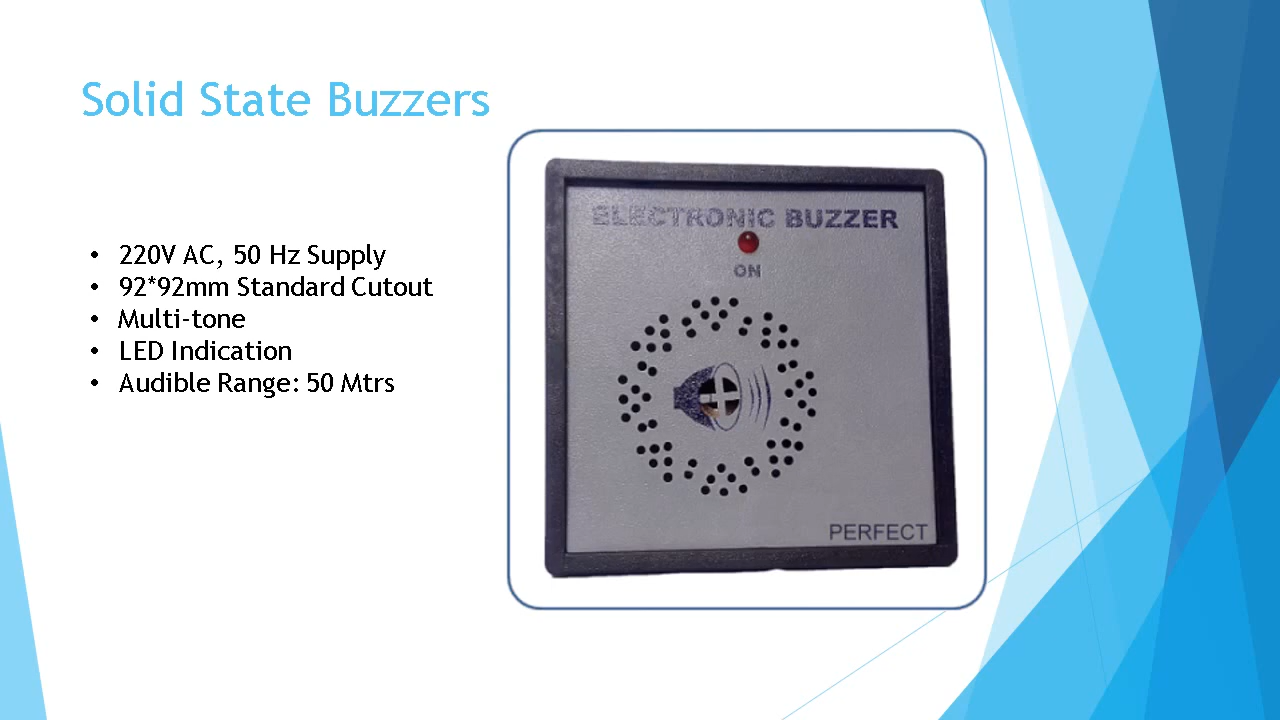 Solid State Buzzers
• 220V AC, 50 Hz Supply
• 92*92mm Standard Cutout
• Multi-tone
• LED Indication
• Audible Range: 50 Mtrs
ELECTRONIC BUZZER
ON
PERFECT